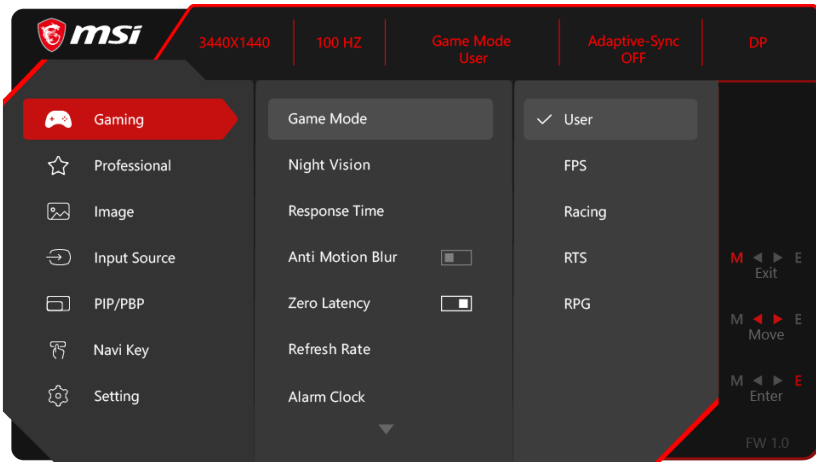 msi
3440X1440
100 HZ
Game Mode
User
Adaptive-Sync
OFF
DP
Gaming
Professional
Image
Input Source
PIP/PBP
Navi Key
Setting
Game Mode
Night Vision
Response Time
Anti Motion Blur
Zero Latency
Refresh Rate
Alarm Clock
User
FPS
Racing
RTS
RPG
M ◄ ► E
Exit
M ◄ ► E
Move
M ◄ ► E
Enter
FW 1.0